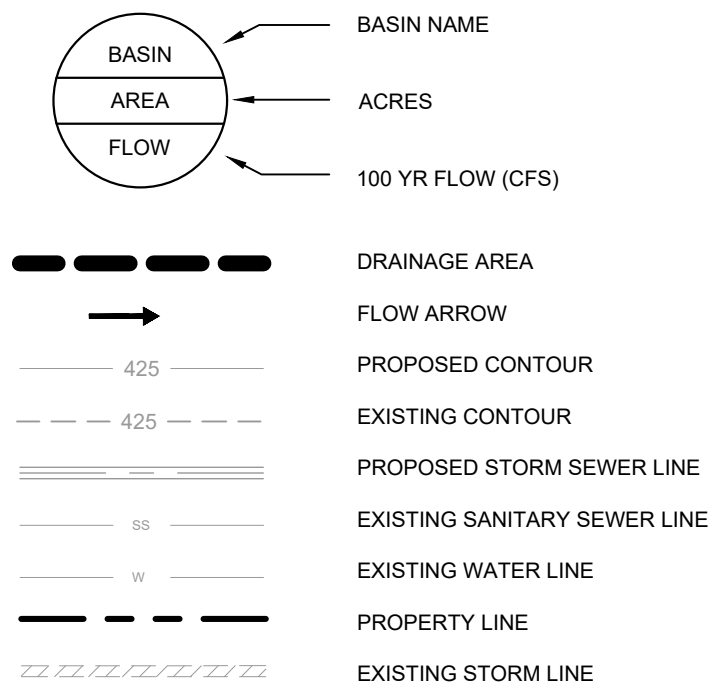 BASIN
AREA
FLOW
BASIN NAME
ACRES
100 YR FLOW (CFS)
DRAINAGE AREA
FLOW ARROW
425 PROPOSED CONTOUR
425 EXISTING CONTOUR
PROPOSED STORM SEWER LINE
SS EXISTING SANITARY SEWER LINE
W EXISTING WATER LINE
PROPERTY LINE
EXISTING STORM LINE